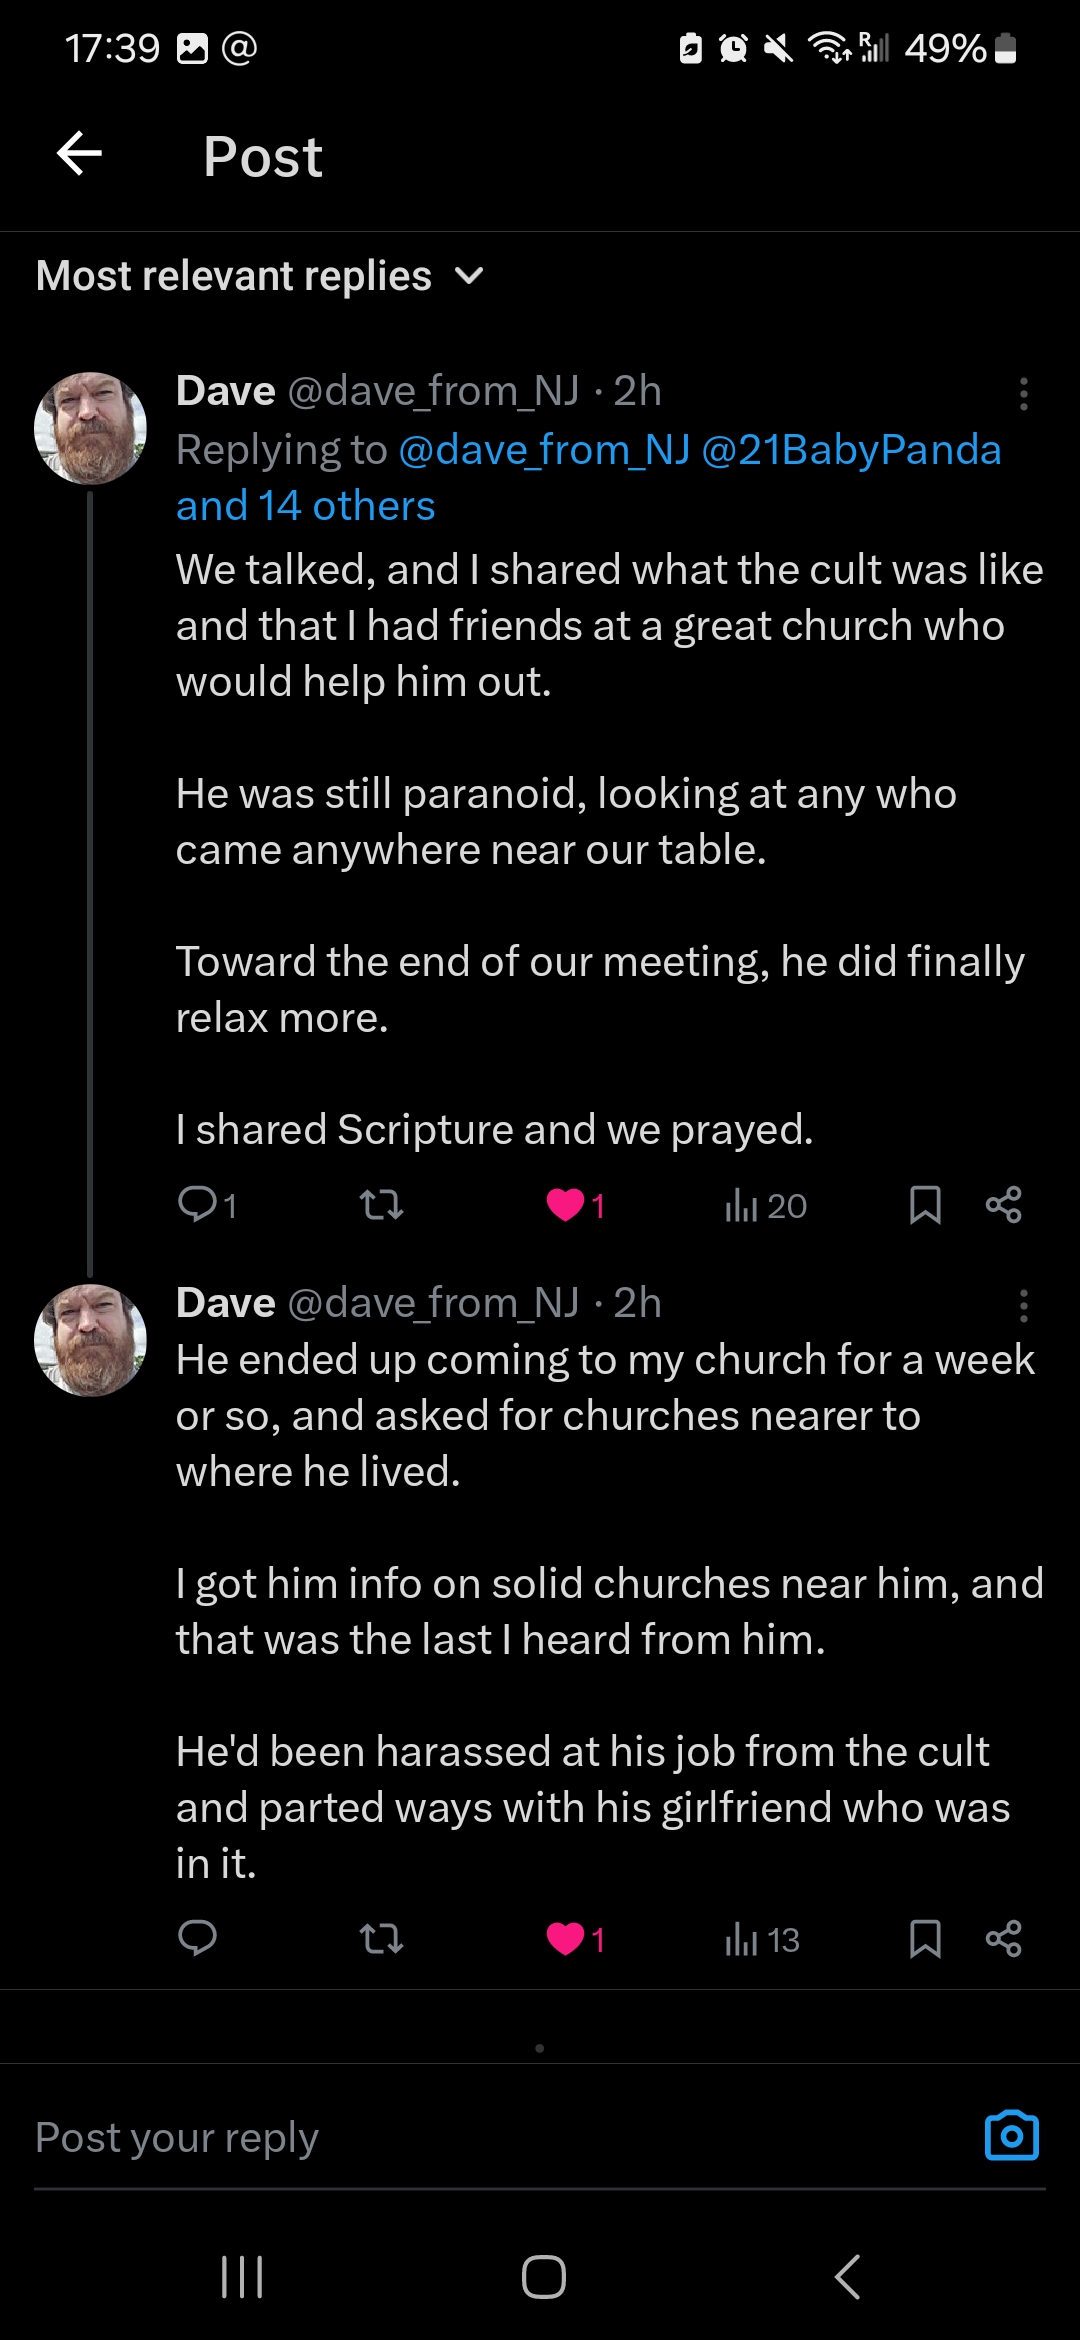 17:39
R 49%
Post
Most relevant replies
Dave @dave_from_NJ · 2h
Replying to @dave_from_NJ @21BabyPanda
and 14 others
We talked, and I shared what the cult was like
and that I had friends at a great church who
would help him out.
He was still paranoid, looking at any who
came anywhere near our table.
Toward the end of our meeting, he did finally
relax more.
I shared Scripture and we prayed.
1 1 20
Dave @dave_from_NJ · 2h
He ended up coming to my church for a week
or so, and asked for churches nearer to
where he lived.
I got him info on solid churches near him, and
that was the last I heard from him.
He'd been harassed at his job from the cult
and parted ways with his girlfriend who was
in it.
1 13
Post your reply